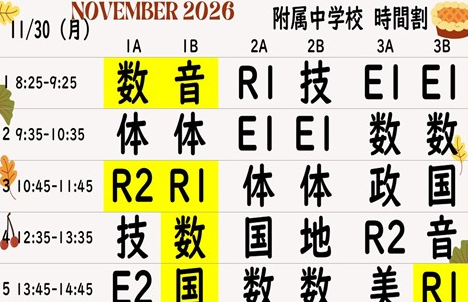 NOVEMBER 2026
11/30（月） 附属中学校 時間割
1A 1B 2A 2B 3A 3B
1 8:25-9:25 数 音 R1 技 E1 E1
2 9:35-10:35 体 体 E1 E1 数 数
3 10:45-11:45 R2 R1 体 体 政 国
4 12:35-13:35 技 数 国 地 R2 音
5 13:45-14:45 E2 国 数 数 美 R1